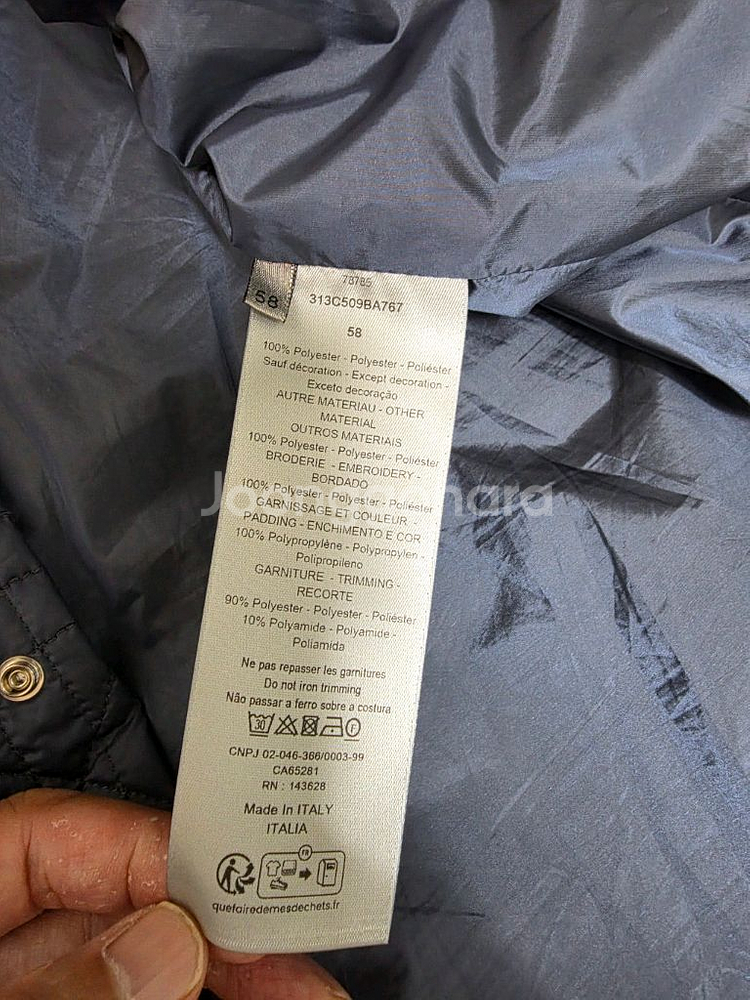 58
78785
313C509BA767
58
100% Polyester - Polyester - Poliéster
Sauf décoration - Except decoration -
Exceto decoração
AUTRE MATERIAU - OTHER
MATERIAL
OUTROS MATERIAIS
100% Polyester - Polyester - Poliéster
BRODERIE - EMBROIDERY -
BORDADO
100% Polyester - Polyester - Poliéster
GARNISSAGE ET COULEUR -
PADDING - ENCHIMENTO E COR
100% Polypropylène - Polypropylen -
Polipropileno
GARNITURE - TRIMMING -
RECORTE
90% Polyester - Polyester - Poliester
10% Polyamide - Polyamide -
Poliamida
Ne pas repasser les garnitures
Do not iron trimming
Não passar a ferro sobre a costura
30 F
CNPJ 02-046-366/0003-99
CA65281
RN : 143628
Made In ITALY
ITALIA
FR
quefairedemesdechets.fr